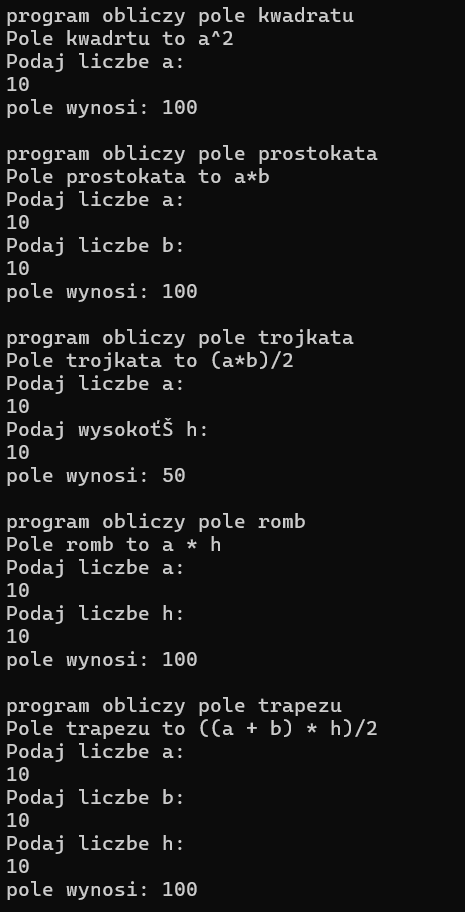 program obliczy pole kwadratu
Pole kwadrtu to a^2
Podaj liczbe a:
10
pole wynosi: 100
program obliczy pole prostokata
Pole prostokata to a*b
Podaj liczbe a:
10
Podaj liczbe b:
10
pole wynosi: 100
program obliczy pole trojkata
Pole trojkata to (a*b)/2
Podaj liczbe a:
10
Podaj wysokoťŠ h:
10
pole wynosi: 50
program obliczy pole romb
Pole romb to a * h
Podaj liczbe a:
10
Podaj liczbe h:
10
pole wynosi: 100
program obliczy pole trapezu
Pole trapezu to ((a + b) * h)/2
Podaj liczbe a:
10
Podaj liczbe b:
10
Podaj liczbe h:
10
pole wynosi: 100